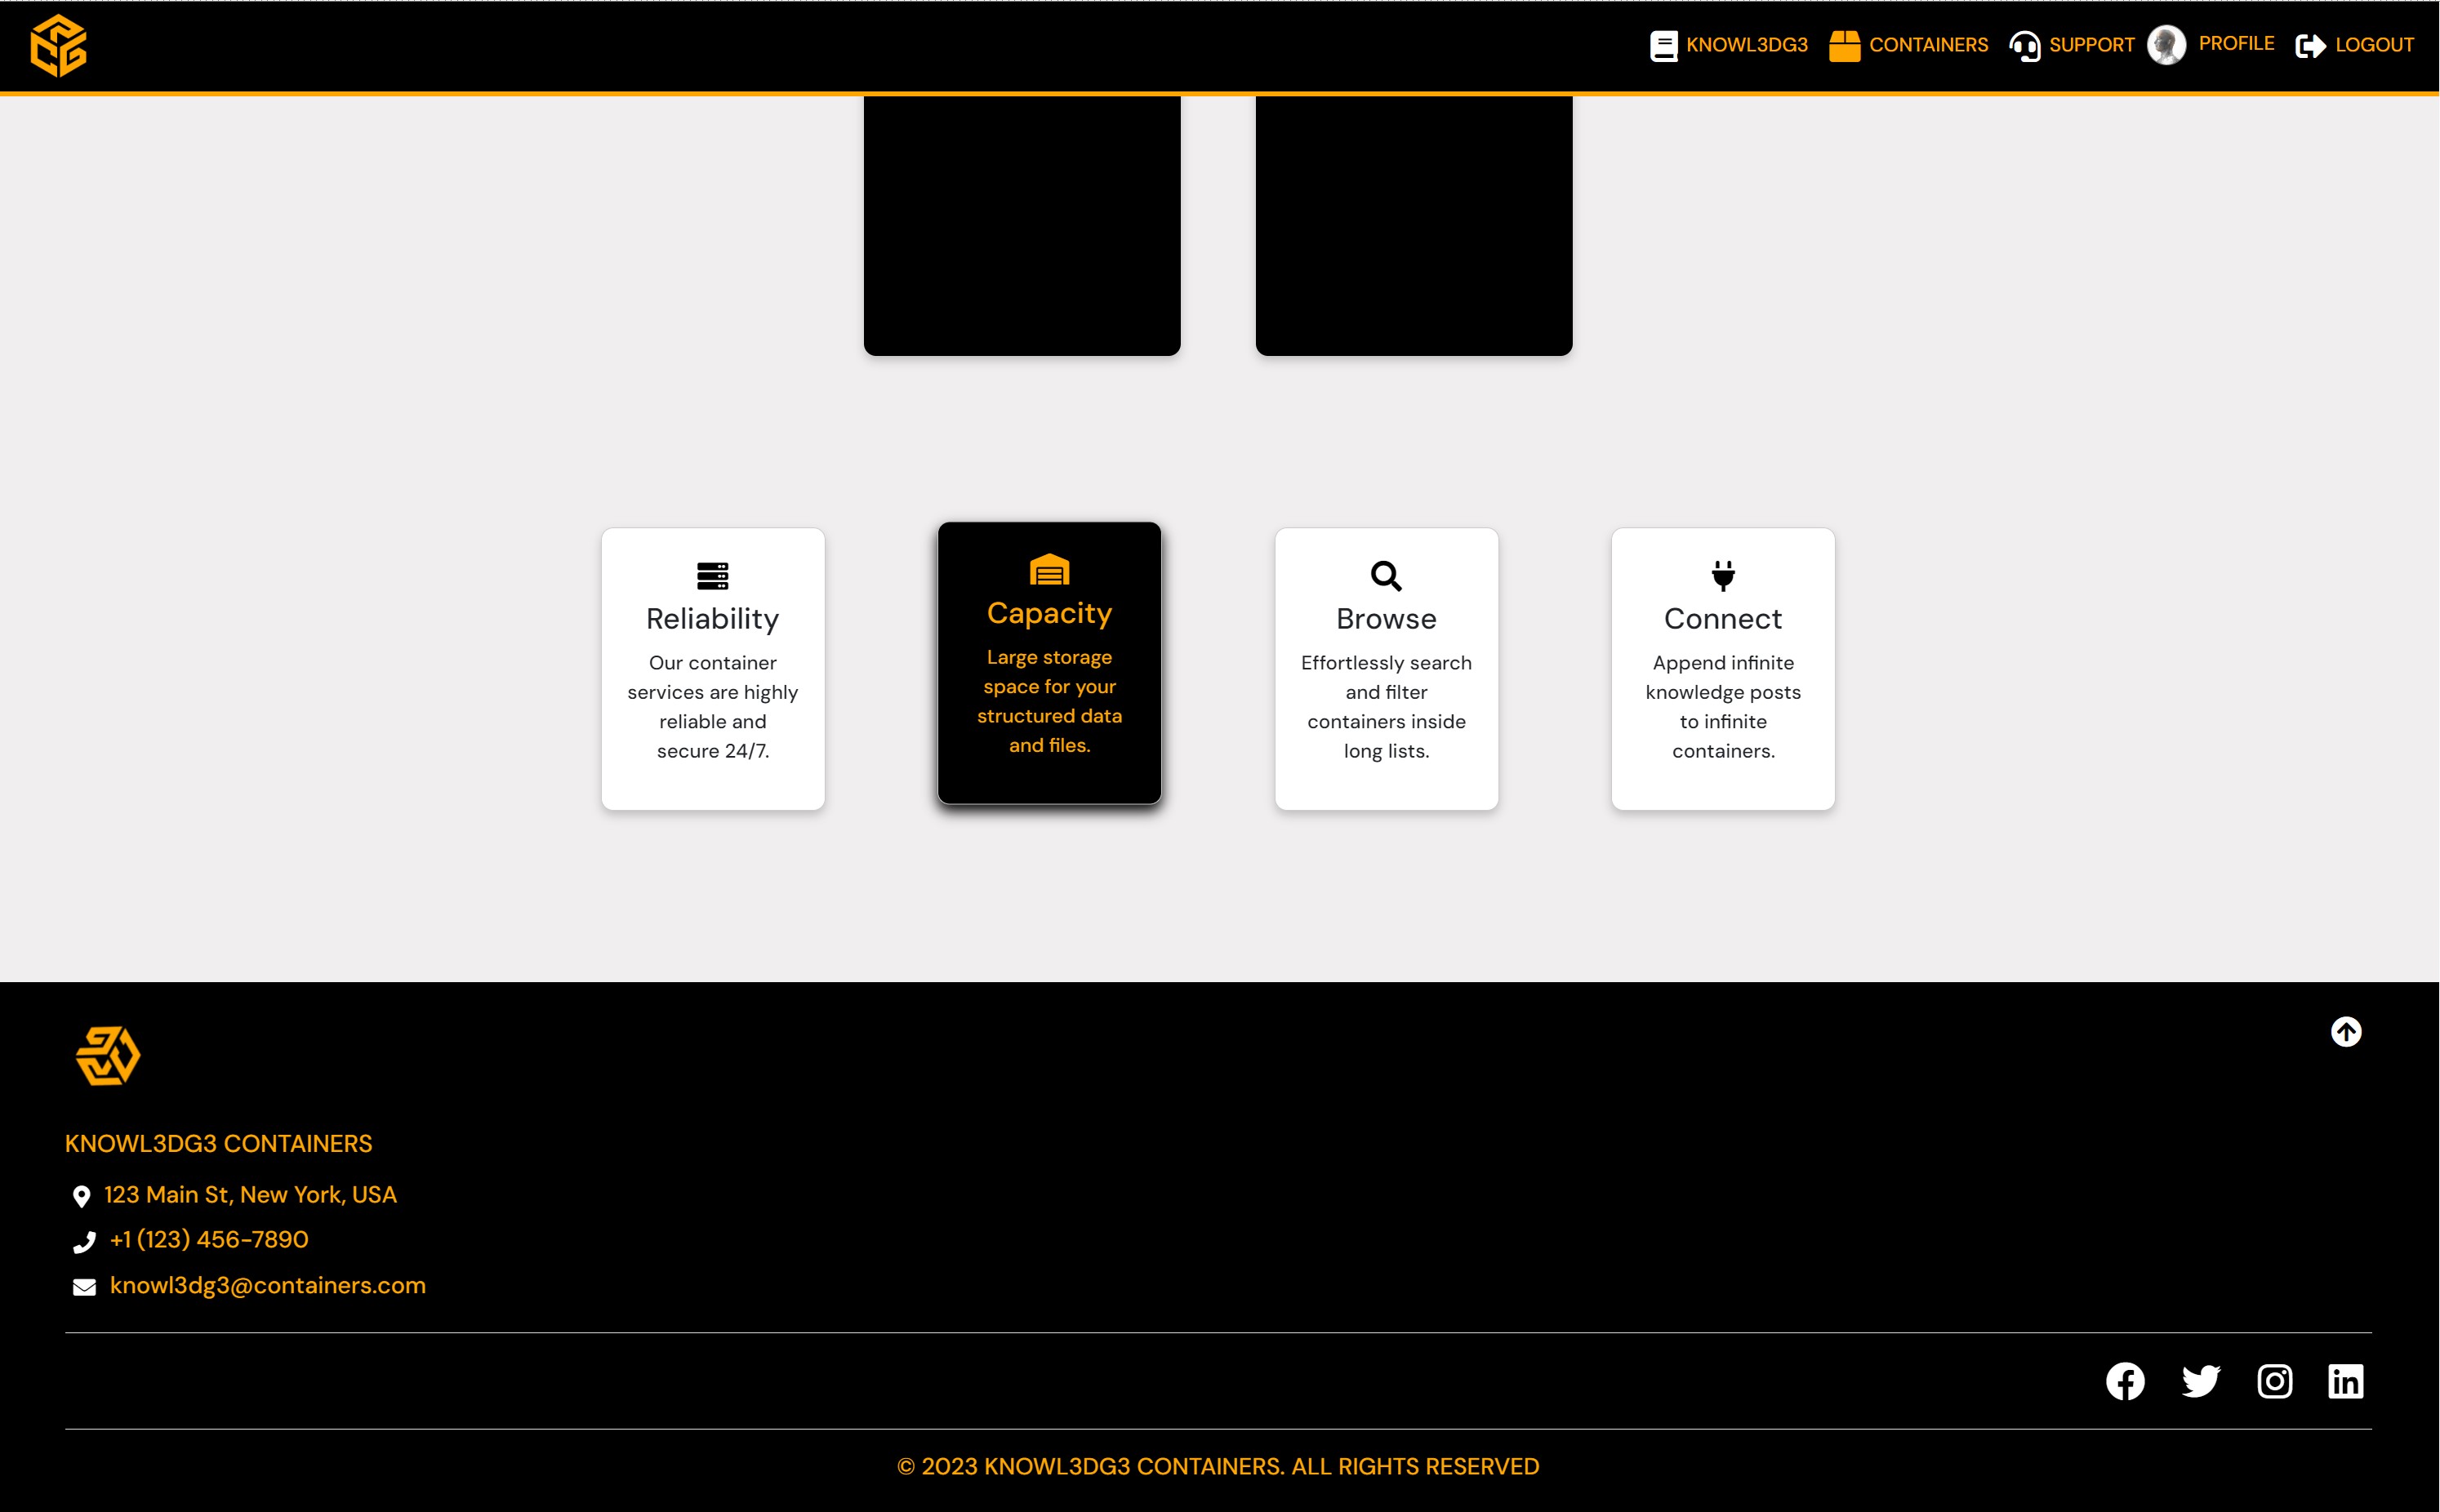 KNOWL3DG3 CONTAINERS SUPPORT PROFILE LOGOUT
Reliability
Our container
services are highly
reliable and
secure 24/7.
Capacity
Large storage
space for your
structured data
and files.
Browse
Effortlessly search
and filter
containers inside
long lists.
Connect
Append infinite
knowledge posts
to infinite
containers.
KNOWL3DG3 CONTAINERS
123 Main St, New York, USA
+1 (123) 456-7890
knowl3dg3@containers.com
© 2023 KNOWL3DG3 CONTAINERS. ALL RIGHTS RESERVED